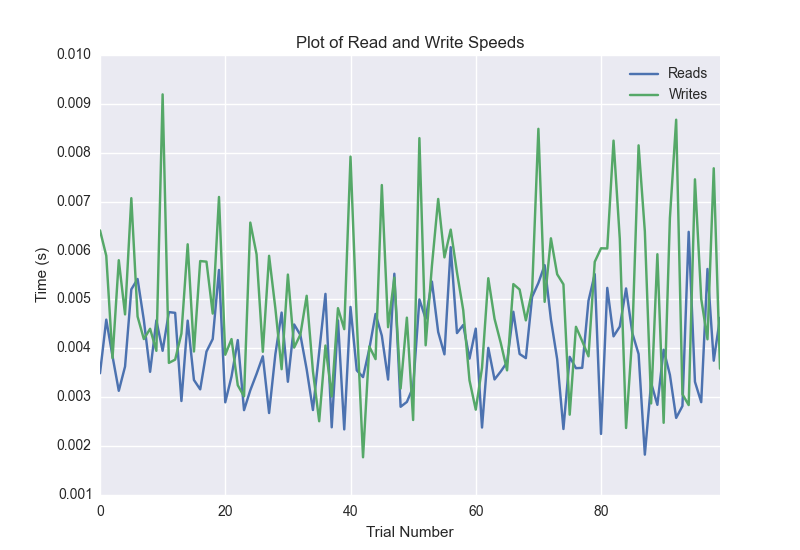 Plot of Read and Write Speeds
0.010
0.009
0.008
0.007
0.006
0.005
0.004
0.003
0.002
0.001
Time (s)
Reads
Writes
0 20 40 60 80
Trial Number